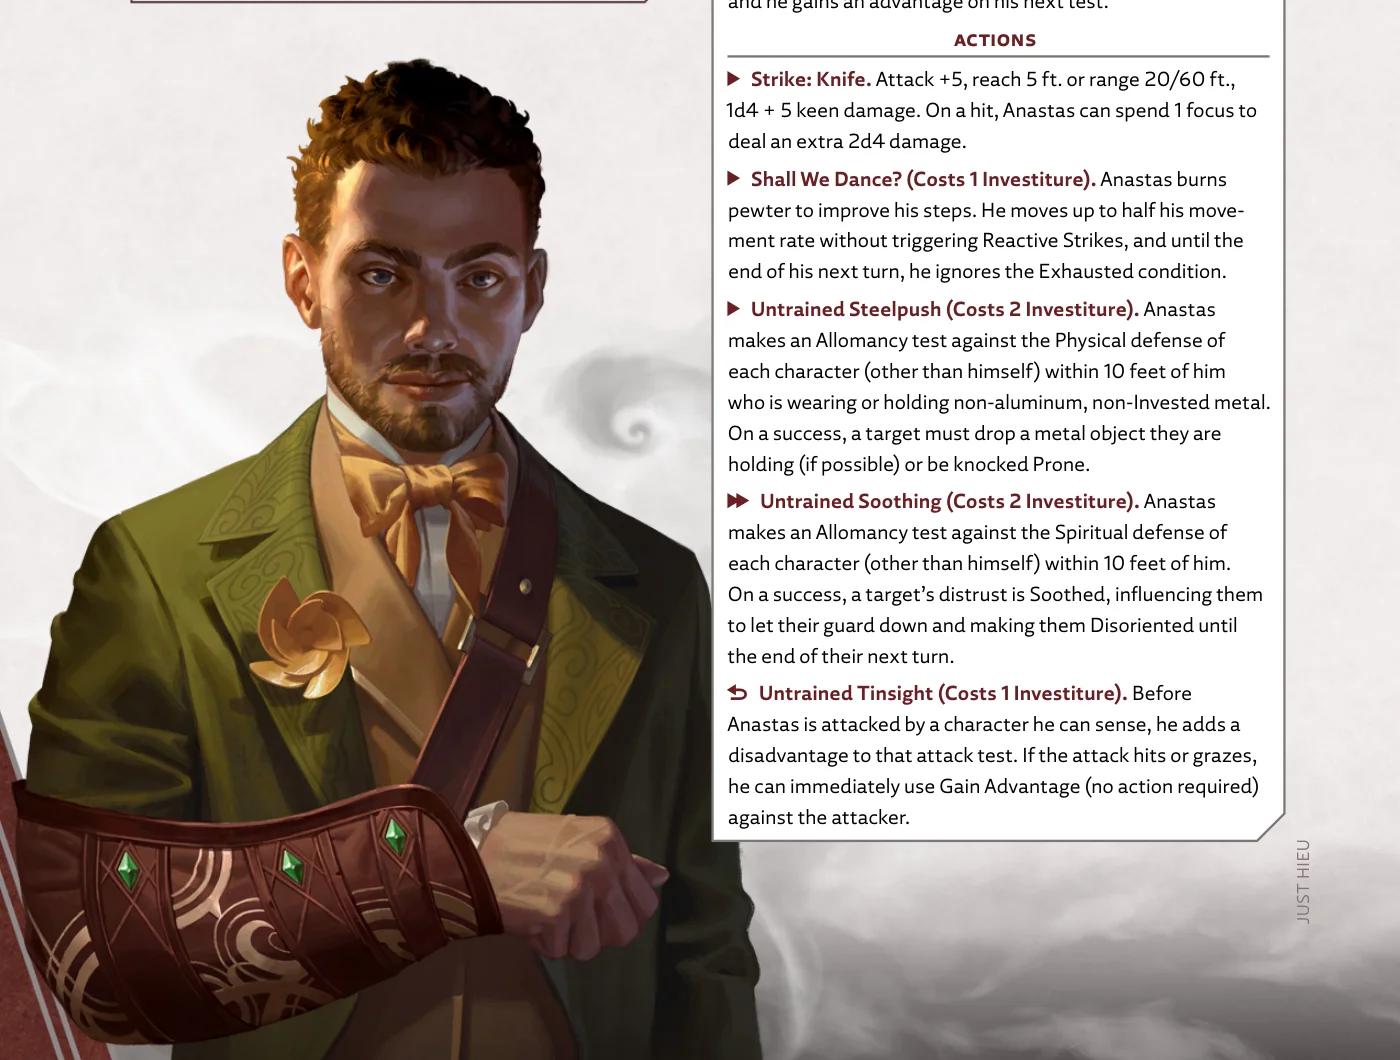 and he gains an advantage on his next test.
ACTIONS
Strike: Knife. Attack +5, reach 5 ft. or range 20/60 ft.,
1d4 + 5 keen damage. On a hit, Anastas can spend 1 focus to
deal an extra 2d4 damage.
Shall We Dance? (Costs 1 Investiture). Anastas burns
pewter to improve his steps. He moves up to half his move-
ment rate without triggering Reactive Strikes, and until the
end of his next turn, he ignores the Exhausted condition.
Untrained Steelpush (Costs 2 Investiture). Anastas
makes an Allomancy test against the Physical defense of
each character (other than himself) within 10 feet of him
who is wearing or holding non-aluminum, non-Invested metal.
On a success, a target must drop a metal object they are
holding (if possible) or be knocked Prone.
Untrained Soothing (Costs 2 Investiture). Anastas
makes an Allomancy test against the Spiritual defense of
each character (other than himself) within 10 feet of him.
On a success, a target’s distrust is Soothed, influencing them
to let their guard down and making them Disoriented until
the end of their next turn.
Untrained Tinsight (Costs 1 Investiture). Before
Anastas is attacked by a character he can sense, he adds a
disadvantage to that attack test. If the attack hits or grazes,
he can immediately use Gain Advantage (no action required)
against the attacker.
JUST HIEU